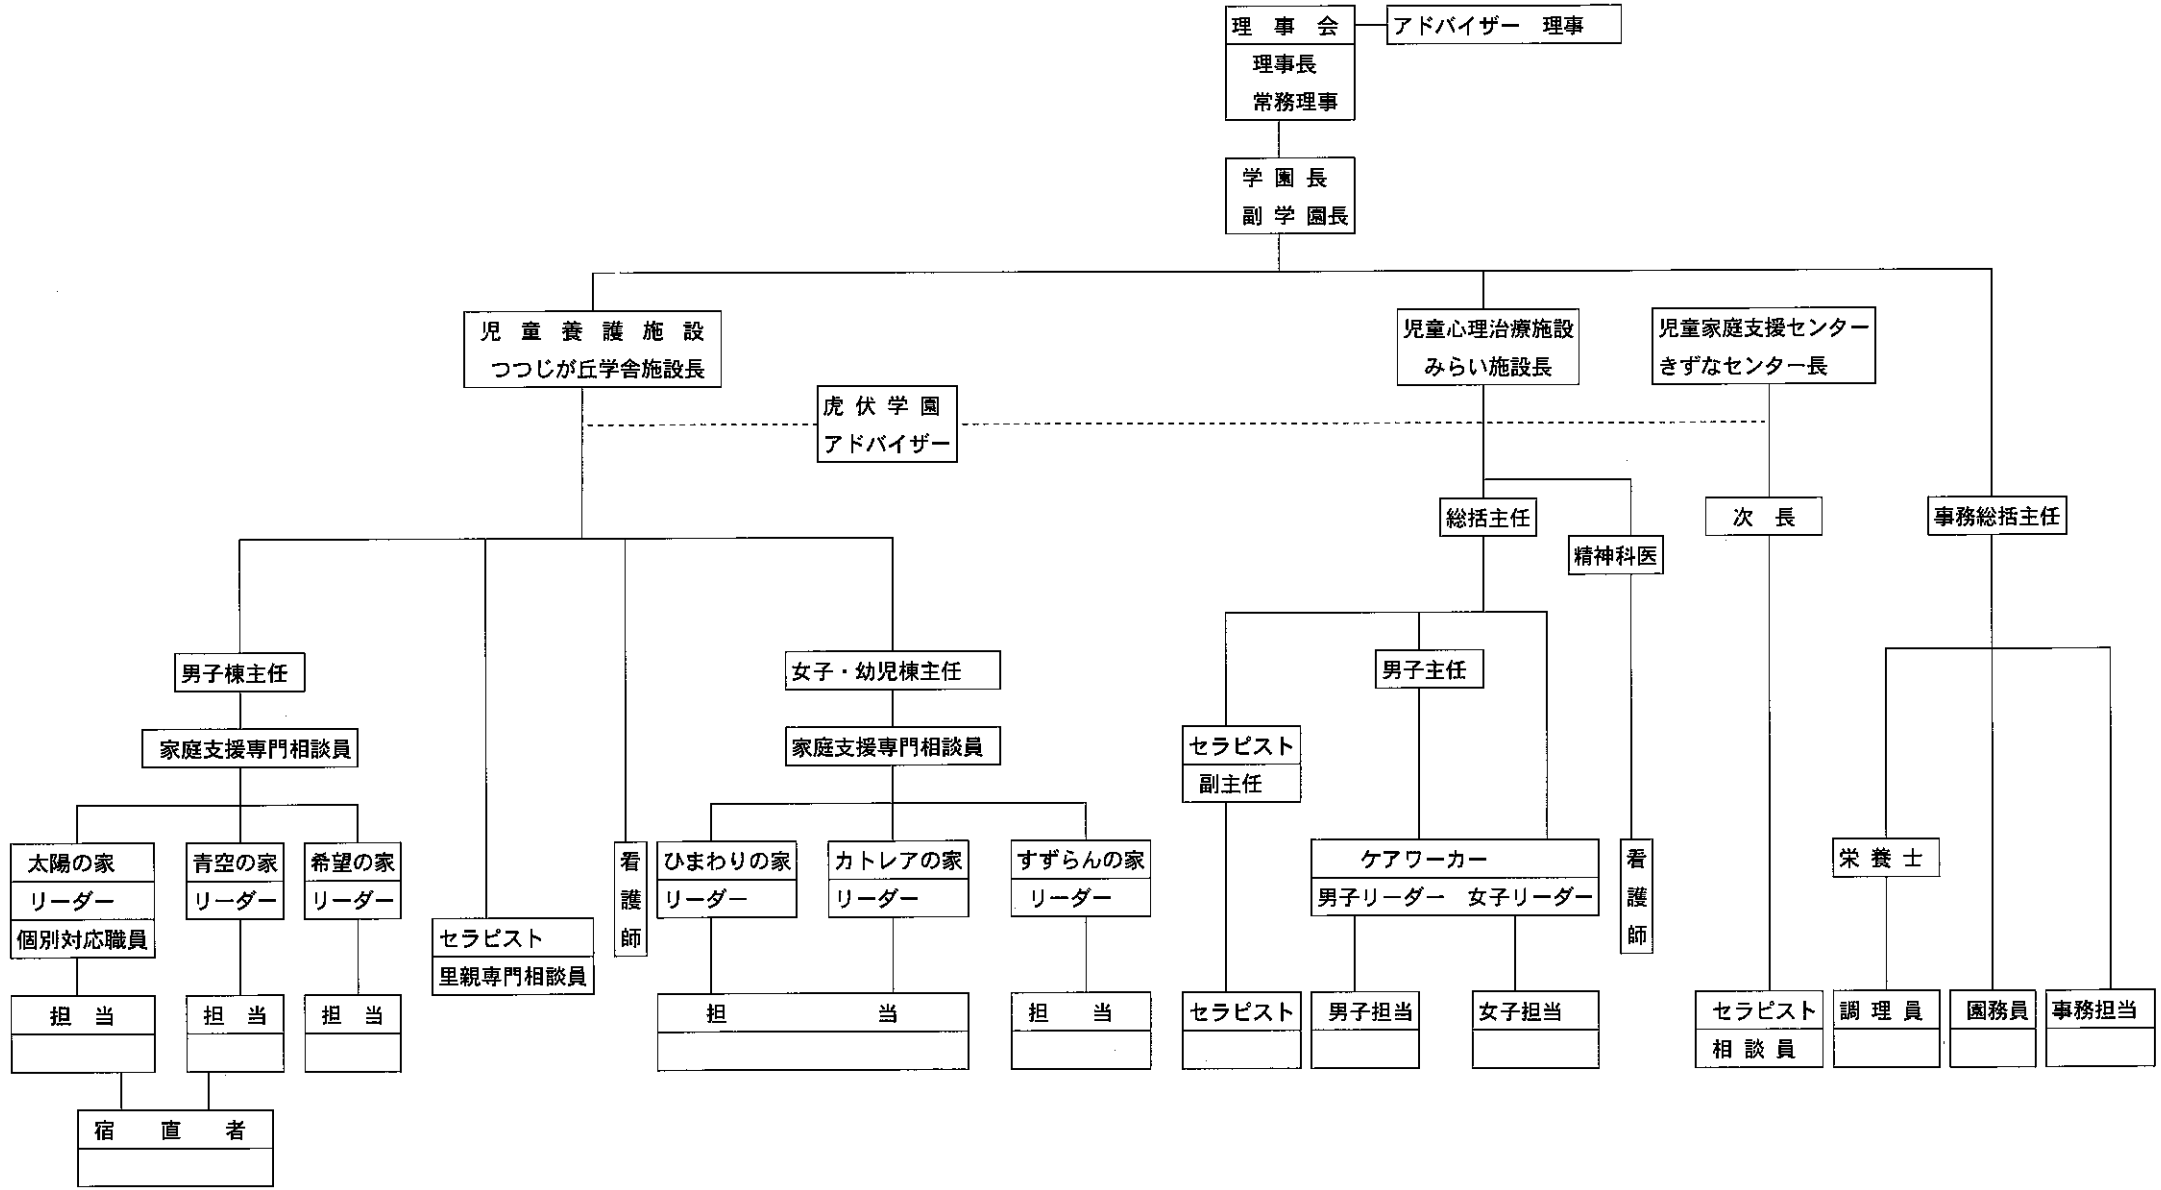 理 事 会
アドバイザー 理事
理事長
常務理事
学 園 長
副 学 園長
児 童 養 護 施 設
つつじが丘学舎施設長
児童心理治療施設
みらい施設長
児童家庭支援センター
きずなセンター長
虎 伏 学 園
アドバイザー
総括主任
次 長
事務総括主任
精神科医
男子棟主任
女子・幼児棟主任
男子主任
家庭支援専門相談員
家庭支援専門相談員
セラピスト
副主任
太陽の家
リーダー
個別対応職員
青空の家
リーダー
希望の家
リーダー
セラピスト
里親専門相談員
看護師
ひまわりの家
リーダー
カトレアの家
リーダー
すずらんの家
リーダー
ケアワーカー
男子リーダー 女子リーダー
看護師
栄 養 士
担 当
担 当
担 当
担 当
担 当
セラピスト
男子担当
女子担当
セラピスト
相 談 員
調 理 員
園務員
事務担当
宿 直 者